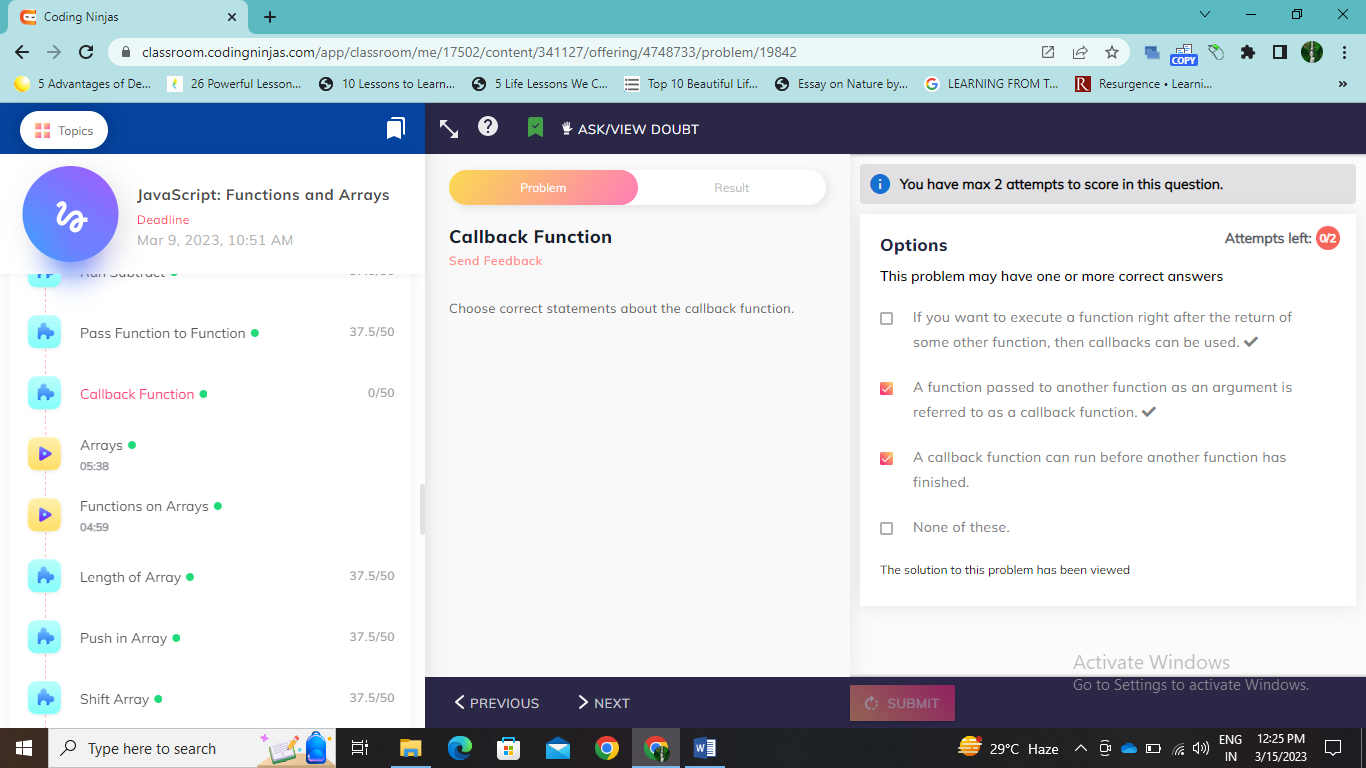 Coding Ninjas
classroom.codingninjas.com/app/classroom/me/17502/content/341127/offering/4748733/problem/19842
COPY
5 Advantages of De...
26 Powerful Lesson...
10 Lessons to Learn...
5 Life Lessons We C...
Top 10 Beautiful Lif...
Essay on Nature by...
LEARNING FROM T...
Resurgence • Learni...
Topics
ASK/VIEW DOUBT
JavaScript: Functions and Arrays
Deadline
Mar 9, 2023, 10:51 AM
Run Subtract
37.5/50
Pass Function to Function
37.5/50
Callback Function
0/50
Arrays
05:38
Functions on Arrays
04:59
Length of Array
37.5/50
Push in Array
37.5/50
Shift Array
37.5/50
Problem
Result
Callback Function
Send Feedback
Choose correct statements about the callback function.
You have max 2 attempts to score in this question.
Options
Attempts left: 0/2
This problem may have one or more correct answers
If you want to execute a function right after the return of
some other function, then callbacks can be used.
A function passed to another function as an argument is
referred to as a callback function.
A callback function can run before another function has
finished.
None of these.
The solution to this problem has been viewed
Activate Windows
Go to Settings to activate Windows.
PREVIOUS
NEXT
SUBMIT
Type here to search
29°C Haze
ENG
IN
12:25 PM
3/15/2023